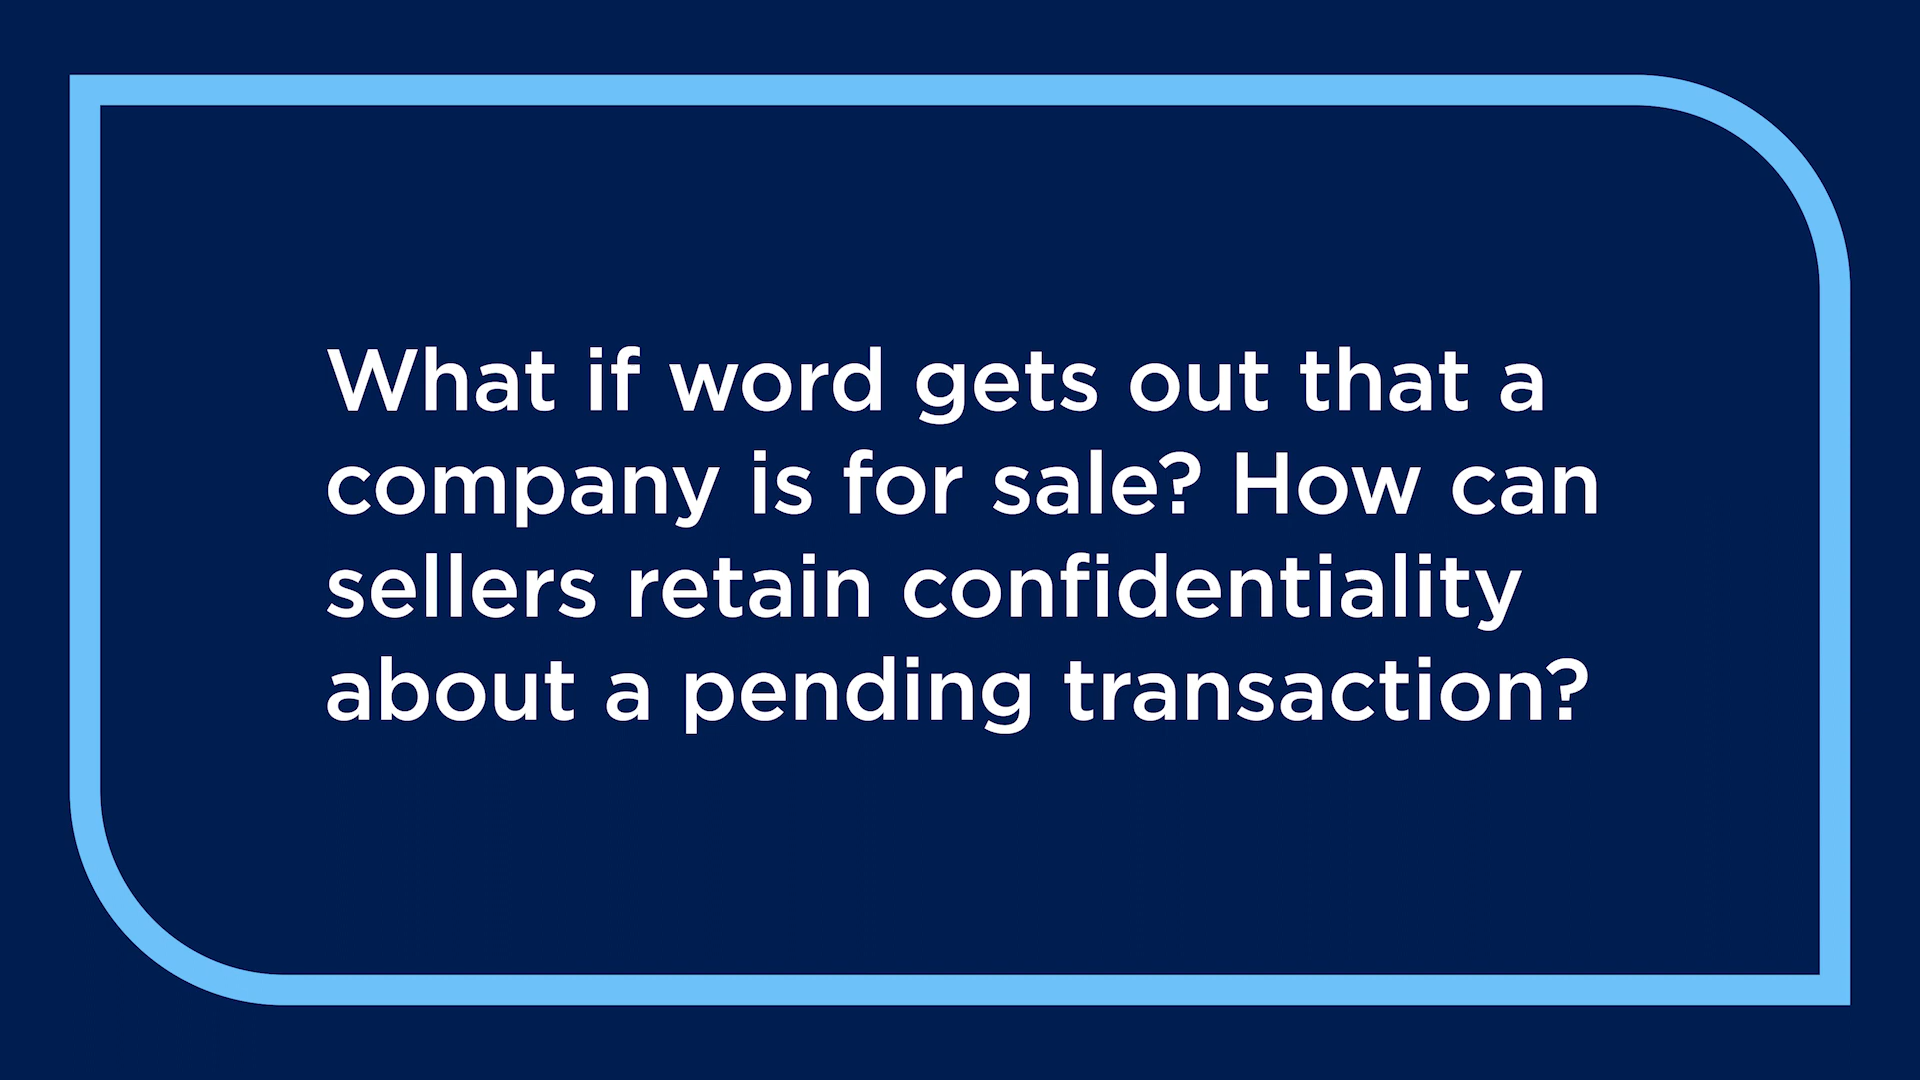 What if word gets out that a
company is for sale? How can
sellers retain confidentiality
about a pending transaction?